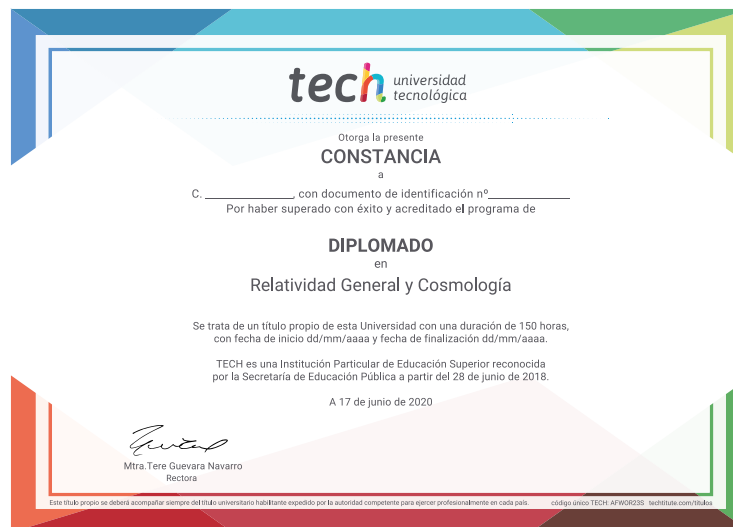 tech universidad
tecnológica
Otorga la presente
CONSTANCIA
a
C. ______________, con documento de identificación nº______________
Por haber superado con éxito y acreditado el programa de
DIPLOMADO
en
Relatividad General y Cosmología
Se trata de un título propio de esta Universidad con una duración de 150 horas,
con fecha de inicio dd/mm/aaaa y fecha de finalización dd/mm/aaaa.
TECH es una Institución Particular de Educación Superior reconocida
por la Secretaría de Educación Pública a partir del 28 de junio de 2018.
A 17 de junio de 2020
Mtra.Tere Guevara Navarro
Rectora
Este título propio se deberá acompañar siempre del título universitario habilitante expedido por la autoridad competente para ejercer profesionalmente en cada país. código único TECH: AFWOR23S techtitute.com/titulos